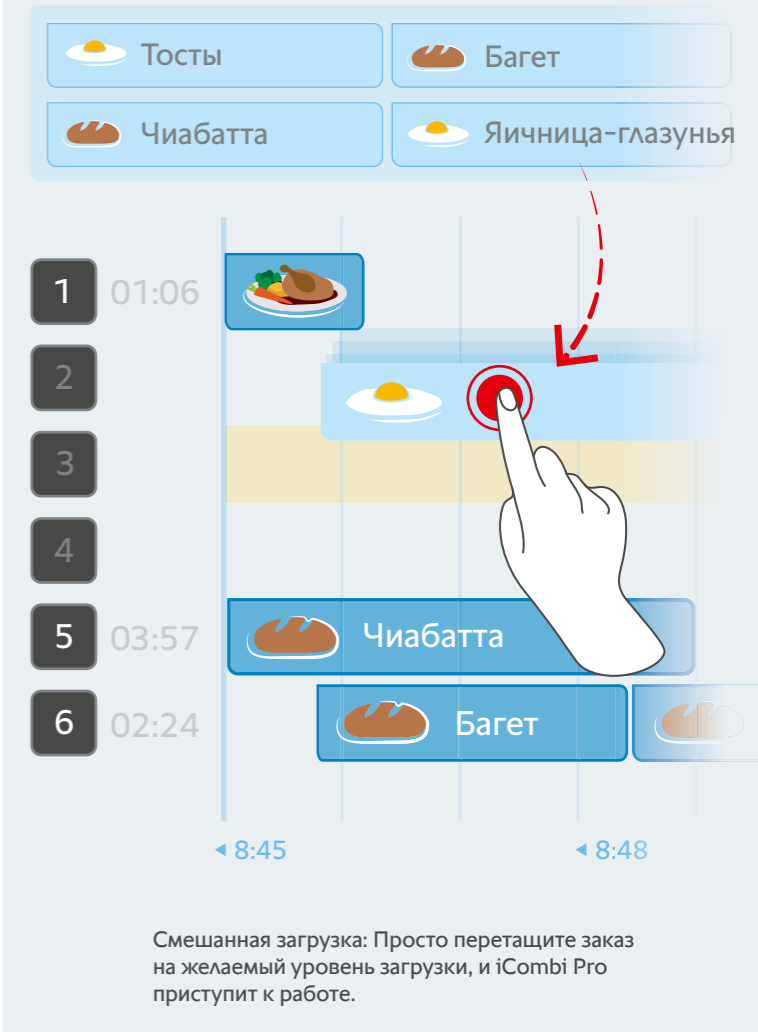 Тосты
Багет
Чиабатта
Яичница-глазунья
1 01:06
2
3
4
5 03:57 Чиабатта
6 02:24 Багет
8:45 8:48
Смешанная загрузка: Просто перетащите заказ
на желаемый уровень загрузки, и iCombi Pro
приступит к работе.